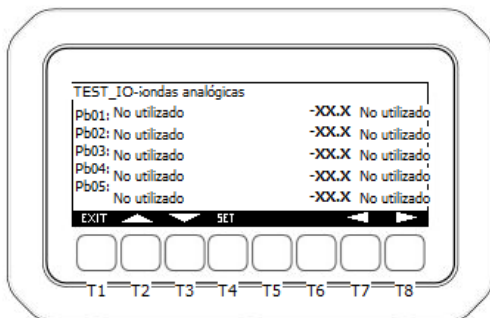 TEST_IO-iondas analógicas
Pb01: No utilizado -XX.X No utilizado
Pb02: No utilizado -XX.X No utilizado
Pb03: No utilizado -XX.X No utilizado
Pb04: No utilizado -XX.X No utilizado
Pb05: No utilizado -XX.X No utilizado
EXIT SET
T1 T2 T3 T4 T5 T6 T7 T8